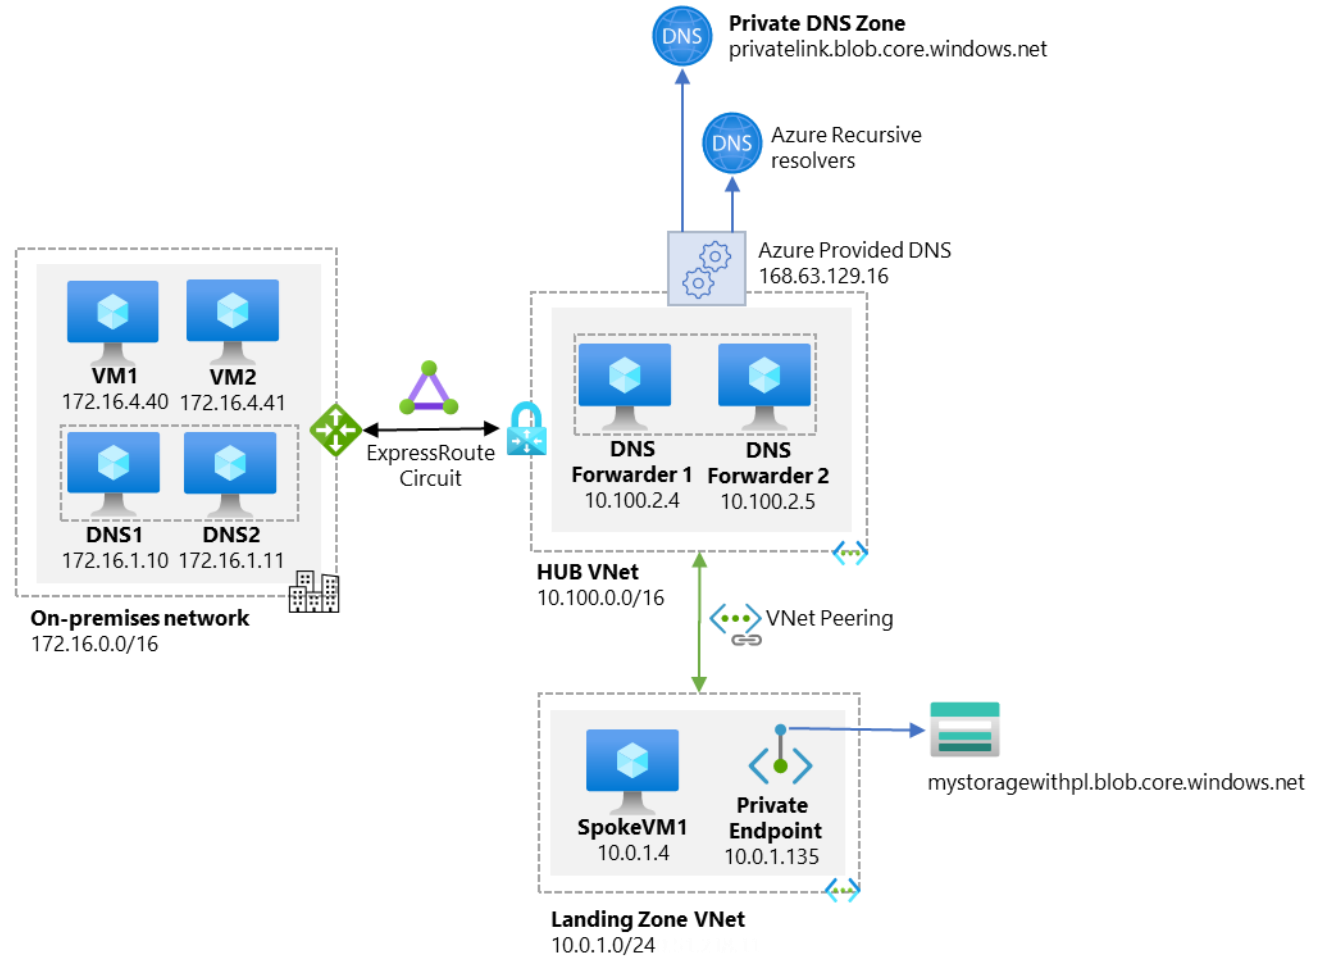 Private DNS Zone
privatelink.blob.core.windows.net
DNS
DNS
Azure Recursive
resolvers
Azure Provided DNS
168.63.129.16
VM1
172.16.4.40
VM2
172.16.4.41
DNS1
172.16.1.10
DNS2
172.16.1.11
On-premises network
172.16.0.0/16
ExpressRoute
Circuit
DNS
Forwarder 1
10.100.2.4
DNS
Forwarder 2
10.100.2.5
HUB VNet
10.100.0.0/16
VNet Peering
SpokeVM1
10.0.1.4
Private
Endpoint
10.0.1.135
mystoragewithpl.blob.core.windows.net
Landing Zone VNet
10.0.1.0/24